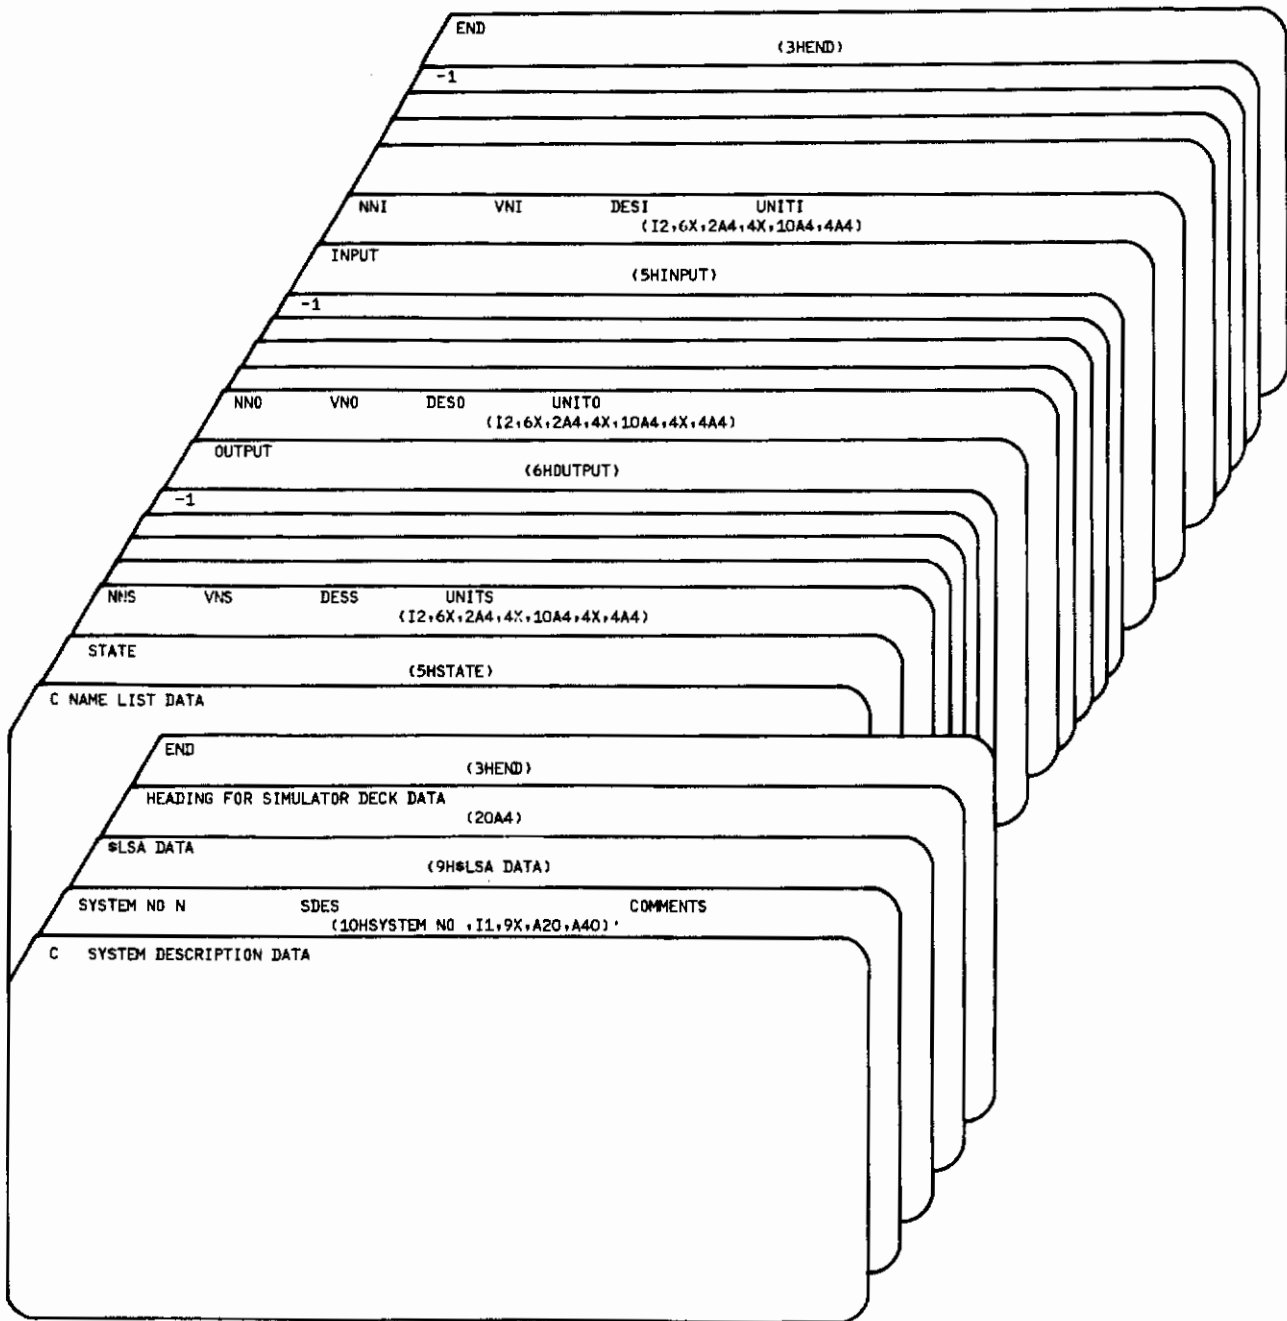 END
(3HEND)
-1
NNI VNI DESI UNITI
(I2,6X,2A4,4X,10A4,4A4)
INPUT
(5HINPUT)
-1
NNO VNO DESO UNITO
(I2,6X,2A4,4X,10A4,4X,4A4)
OUTPUT
(6HOUTPUT)
-1
NNS VNS DESS UNITS
(I2,6X,2A4,4X,10A4,4X,4A4)
STATE
(5HSTATE)
C NAME LIST DATA
END
(3HEND)
HEADING FOR SIMULATOR DECK DATA
(20A4)
$LSA DATA
(9H$LSA DATA)
SYSTEM NO N SDES COMMENTS
(10HSYSTEM NO ,I1,9X,A20,A40)'
C SYSTEM DESCRIPTION DATA